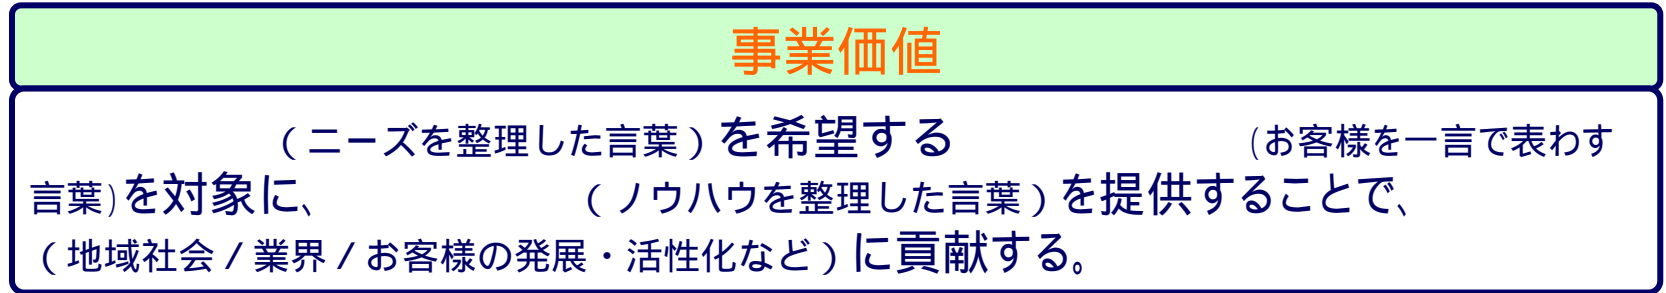 事業価値
（ニーズを整理した言葉）を希望する (お客様を一言で表わす
言葉)を対象に、 （ノウハウを整理した言葉）を提供することで、
（地域社会／業界／お客様の発展・活性化など）に貢献する。